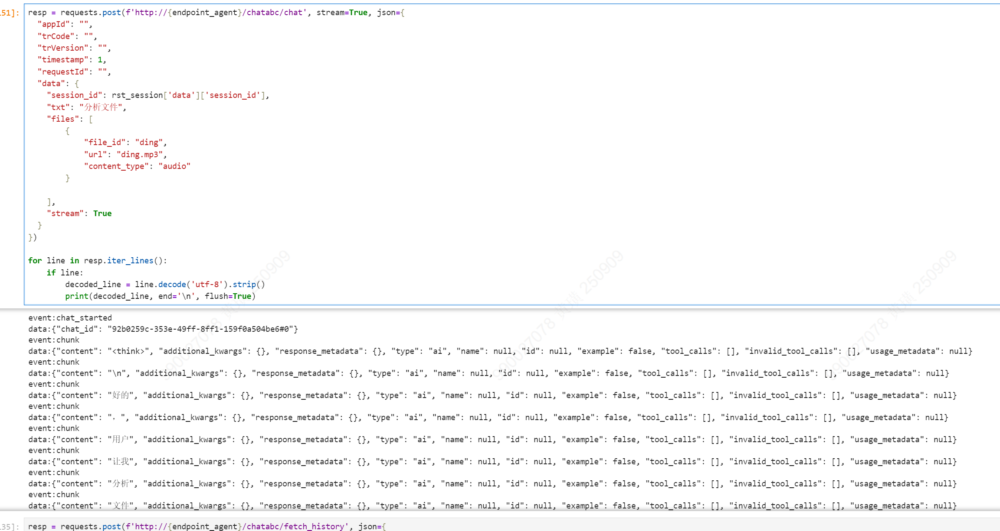 51]: resp = requests.post(f'http://{endpoint_agent}/chatabc/chat', stream=True, json={
  "appId": "",
  "trCode": "",
  "trVersion": "",
  "timestamp": 1,
  "requestId": "",
  "data": {
    "session_id": rst_session['data']['session_id'],
    "txt": "分析文件",
    "files": [
        {
            "file_id": "ding",
            "url": "ding.mp3",
            "content_type": "audio"
        }
    ],
    "stream": True
  }
})
for line in resp.iter_lines():
    if line:
        decoded_line = line.decode('utf-8').strip()
        print(decoded_line, end='\n', flush=True)
event:chat_started
data:{"chat_id": "92b0259c-353e-49ff-8ff1-159f0a504be6#0"}
event:chunk
data:{"content": "<think>", "additional_kwargs": {}, "response_metadata": {}, "type": "ai", "name": null, "id": null, "example": false, "tool_calls": [], "invalid_tool_calls": [], "usage_metadata": null}
event:chunk
data:{"content": "\n", "additional_kwargs": {}, "response_metadata": {}, "type": "ai", "name": null, "id": null, "example": false, "tool_calls": [], "invalid_tool_calls": [], "usage_metadata": null}
event:chunk
data:{"content": "好的", "additional_kwargs": {}, "response_metadata": {}, "type": "ai", "name": null, "id": null, "example": false, "tool_calls": [], "invalid_tool_calls": [], "usage_metadata": null}
event:chunk
data:{"content": "，", "additional_kwargs": {}, "response_metadata": {}, "type": "ai", "name": null, "id": null, "example": false, "tool_calls": [], "invalid_tool_calls": [], "usage_metadata": null}
event:chunk
data:{"content": "用户", "additional_kwargs": {}, "response_metadata": {}, "type": "ai", "name": null, "id": null, "example": false, "tool_calls": [], "invalid_tool_calls": [], "usage_metadata": null}
event:chunk
data:{"content": "让我", "additional_kwargs": {}, "response_metadata": {}, "type": "ai", "name": null, "id": null, "example": false, "tool_calls": [], "invalid_tool_calls": [], "usage_metadata": null}
event:chunk
data:{"content": "分析", "additional_kwargs": {}, "response_metadata": {}, "type": "ai", "name": null, "id": null, "example": false, "tool_calls": [], "invalid_tool_calls": [], "usage_metadata": null}
event:chunk
data:{"content": "文件", "additional_kwargs": {}, "response_metadata": {}, "type": "ai", "name": null, "id": null, "example": false, "tool_calls": [], "invalid_tool_calls": [], "usage_metadata": null}
35]: resp = requests.post(f'http://{endpoint_agent}/chatabc/fetch_history', json={